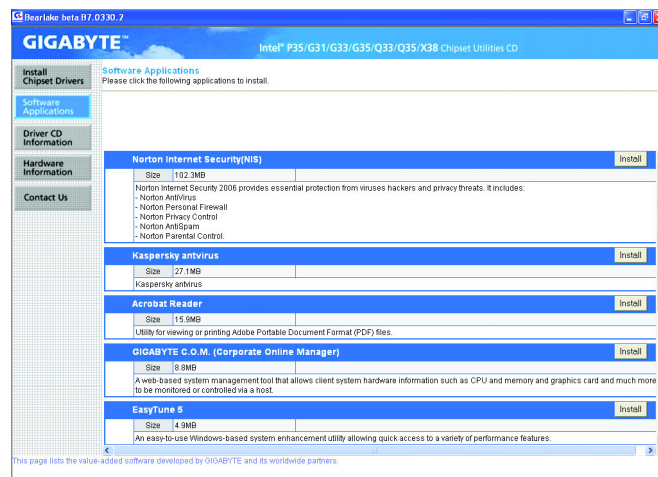 Bearlake beta B7.0330.2
GIGABYTE™
Intel® P35/G31/G33/G35/Q33/Q35/X38 Chipset Utilities CD
Install
Chipset Drivers
Software
Applications
Driver CD
Information
Hardware
Information
Contact Us
Software Applications
Please click the following applications to install.
Norton Internet Security(NIS) Install
Size 102.3MB
Norton Internet Security 2006 provides essential protection from viruses hackers and privacy threats. It includes:
- Norton AntiVirus
- Norton Personal Firewall
- Norton Privacy Control
- Norton AntiSpam
- Norton Parental Control.
Kaspersky antvirus Install
Size 27.1MB
Kaspersky antvirus
Acrobat Reader Install
Size 15.9MB
Utility for viewing or printing Adobe Portable Document Format (PDF) files.
GIGABYTE C.O.M. (Corporate Online Manager) Install
Size 8.8MB
A web-based system management tool that allows client system hardware information such as CPU and memory and graphics card and much more
to be monitored or controlled via a host.
EasyTune 5 Install
Size 4.9MB
An easy-to-use Windows-based system enhancement utility allowing quick access to a variety of performance features.
This page lists the value-added software developed by GIGABYTE and its worldwide partners.